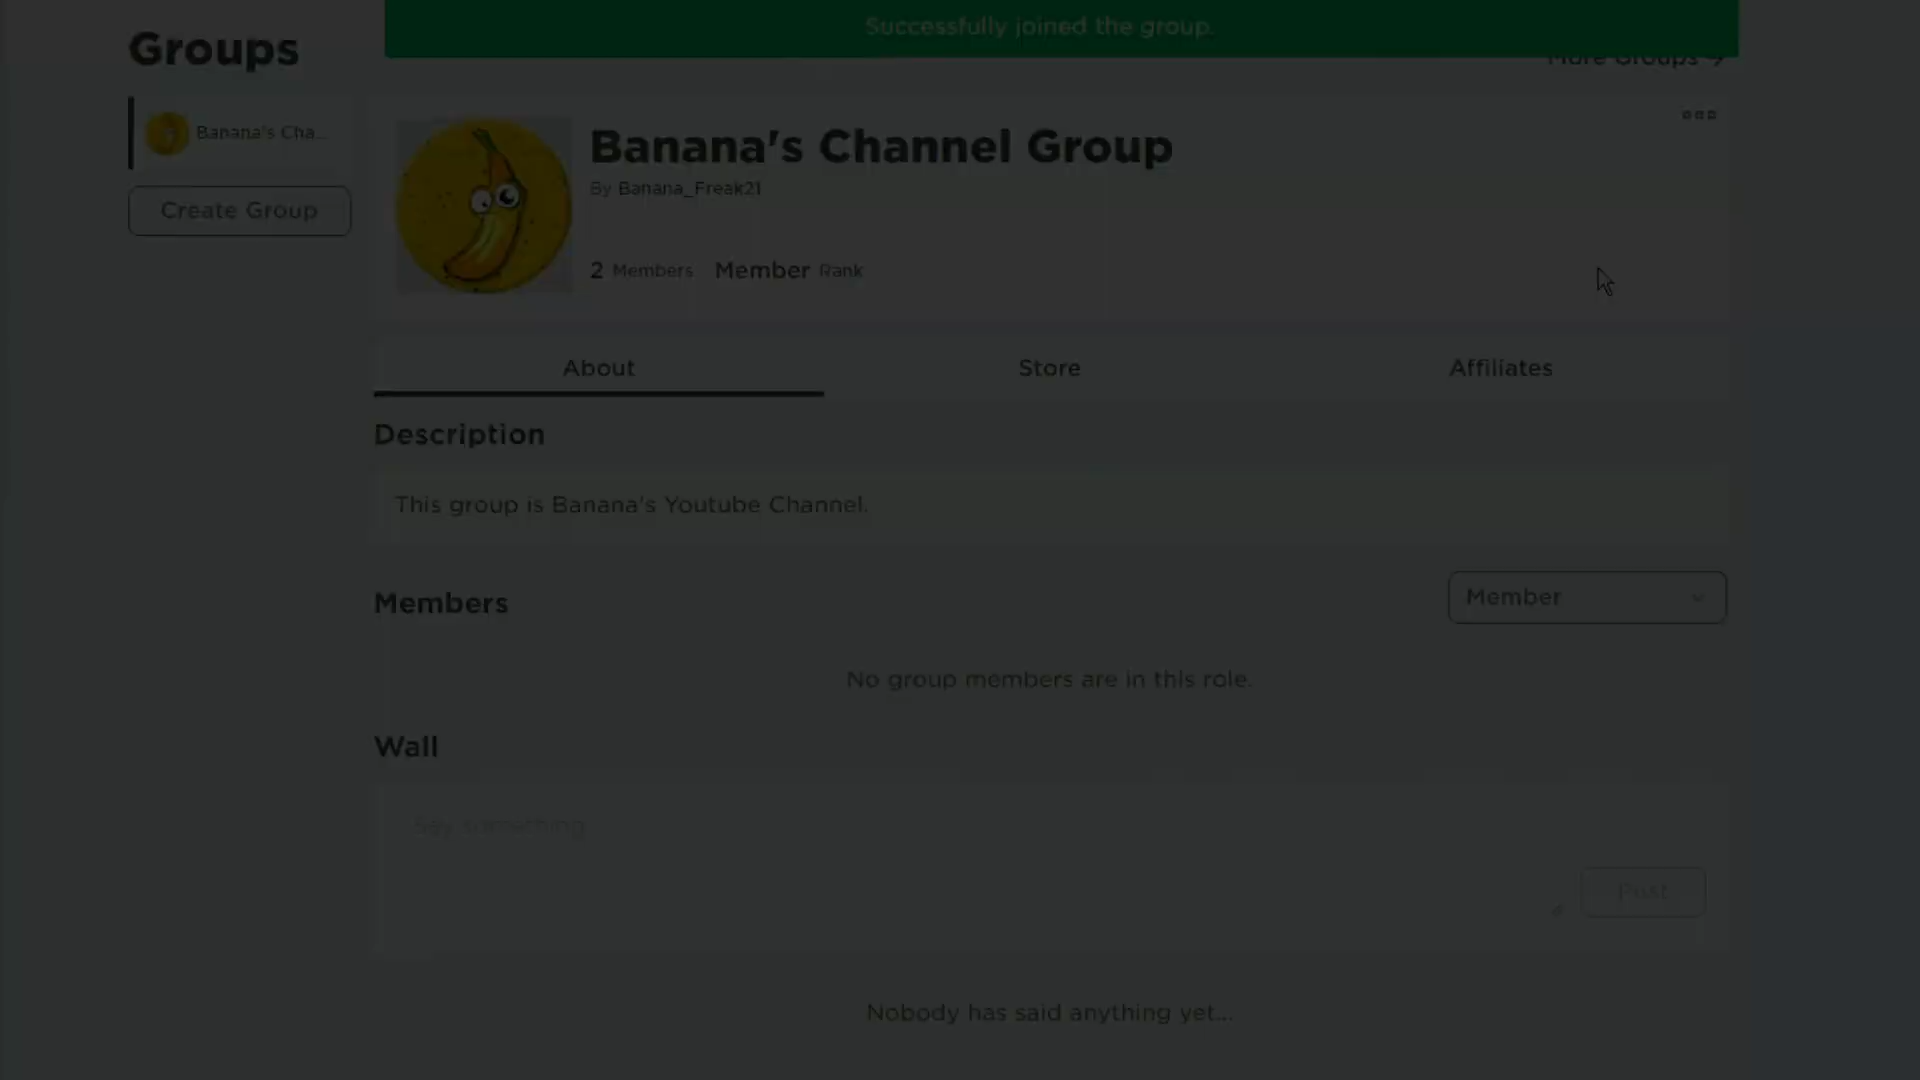 Successfully joined the group.
Groups
More Groups →
Banana's Cha...
Create Group
Banana's Channel Group
By Banana_Freak21
2 Members Member Rank
About
Store
Affiliates
Description
This group is Banana's Youtube Channel.
Members
Member
No group members are in this role.
Wall
Say something
Post
Nobody has said anything yet...